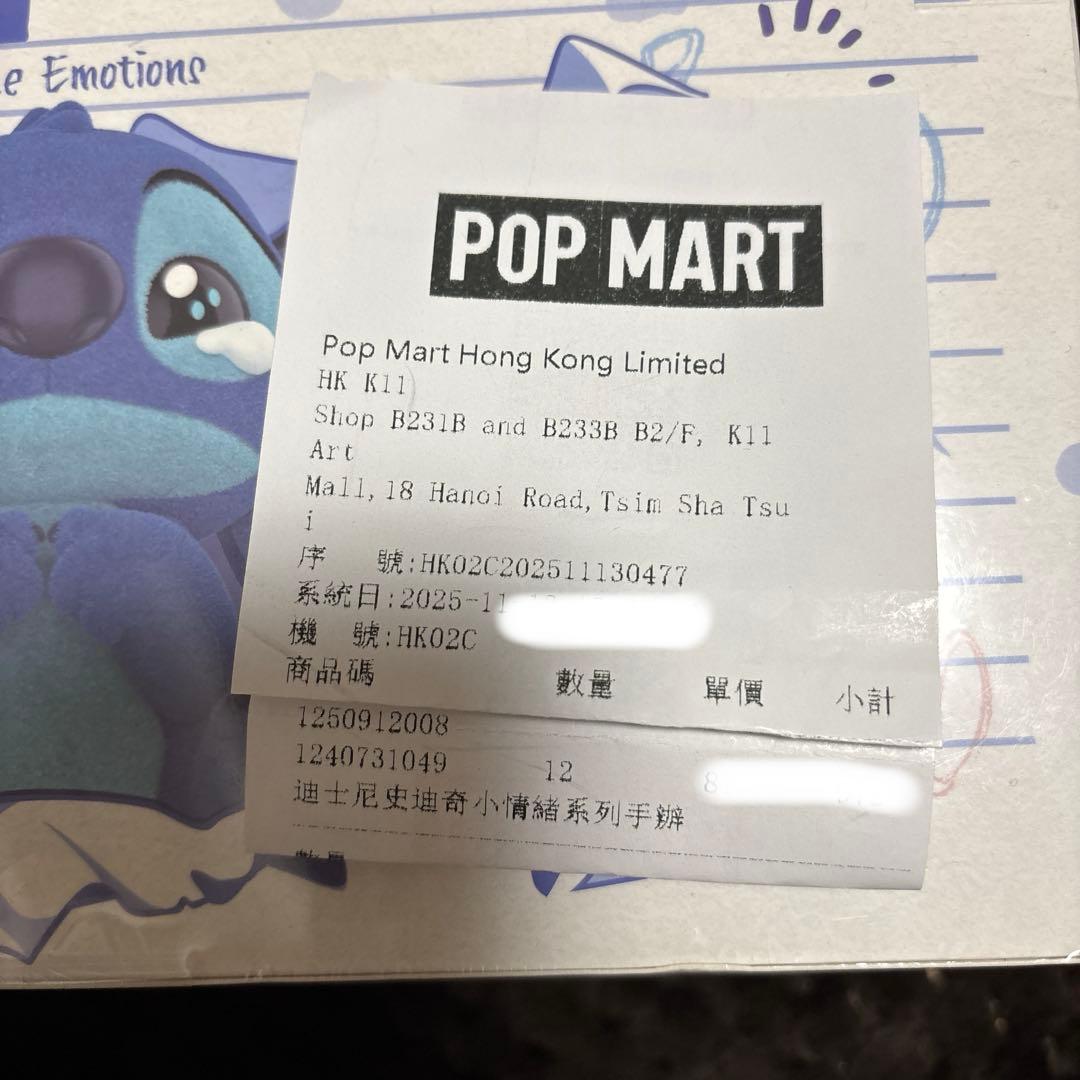 Emotions
POP MART
Pop Mart Hong Kong Limited
HK K11
Shop B231B and B233B B2/F, K11
Art
Mall,18 Hanoi Road,Tsim Sha Tsu
i
序 號:HK02C202511130477
系統日:2025-11
機 號:HK02C
商品碼 數量 單價 小計
1250912008
1240731049 12 8
迪士尼史迪奇小情緒系列手辦